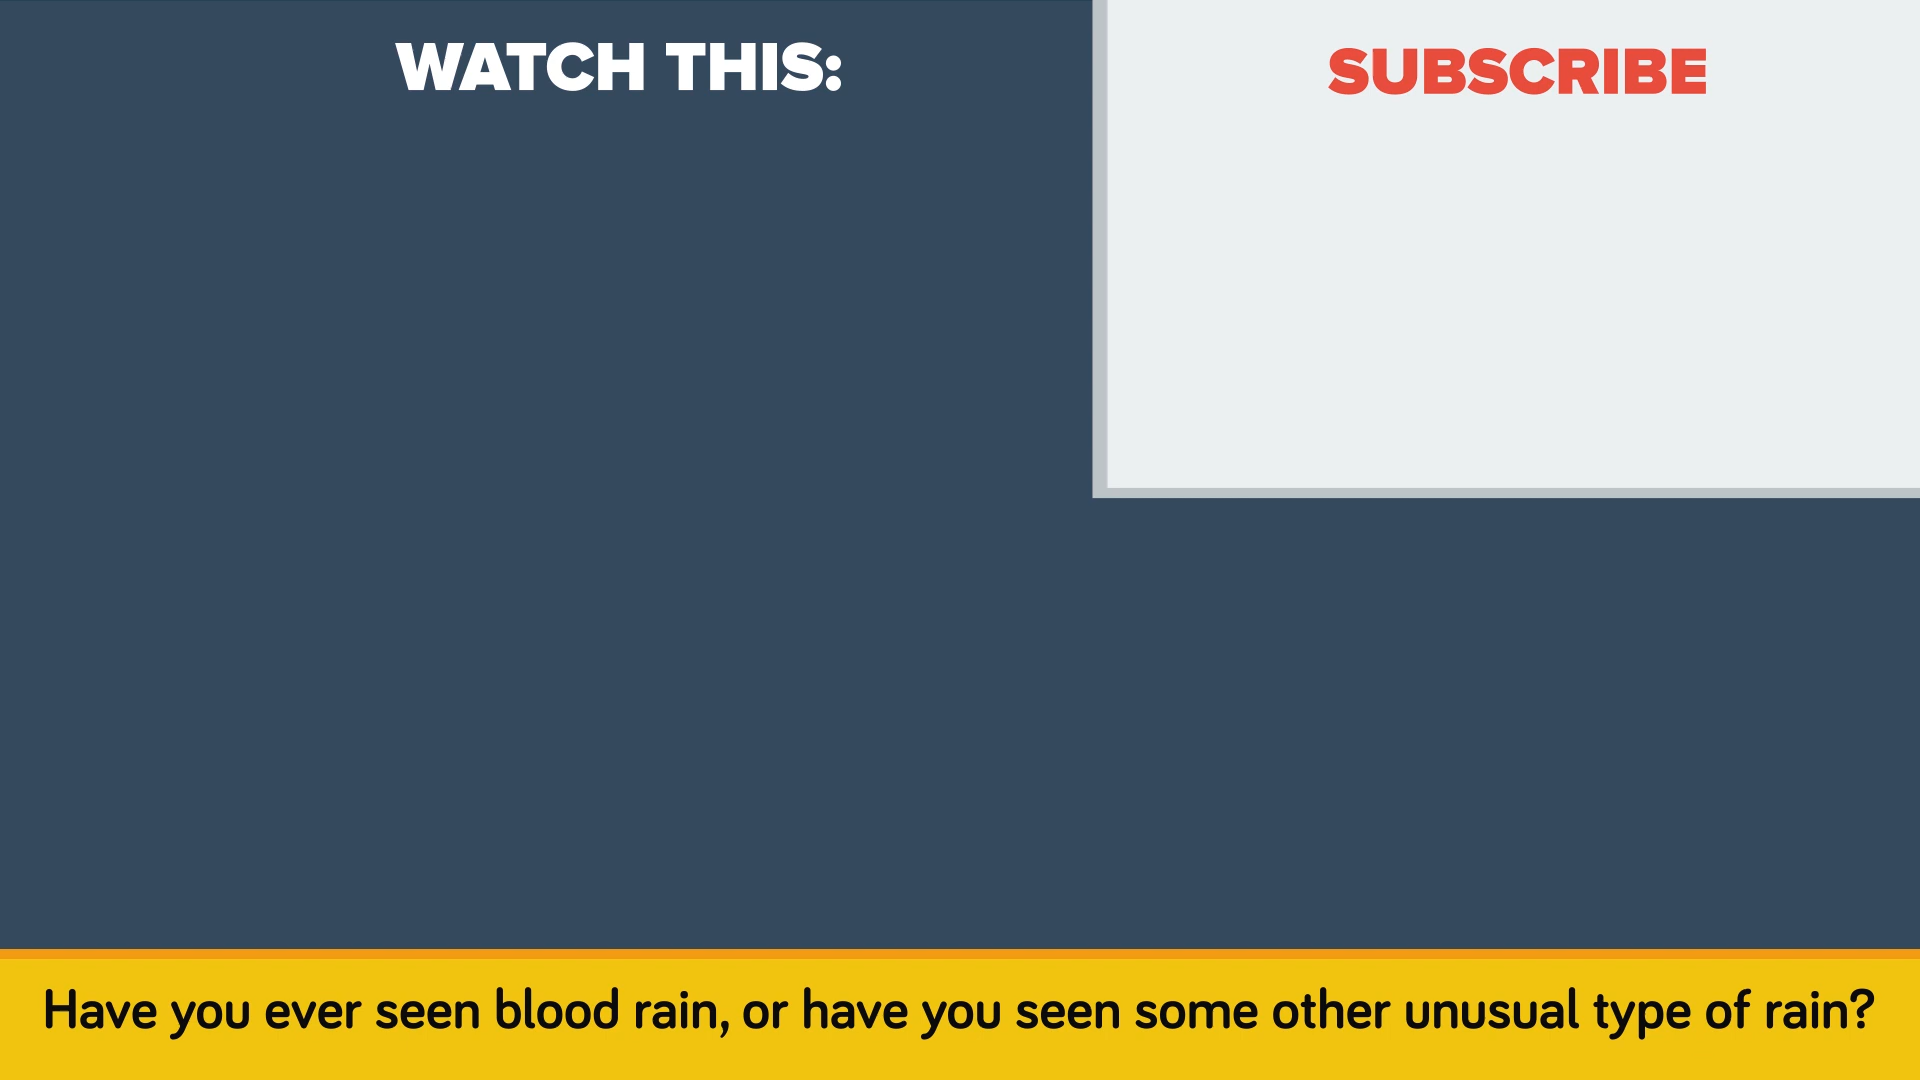 WATCH THIS:
SUBSCRIBE
Have you ever seen blood rain, or have you seen some other unusual type of rain?